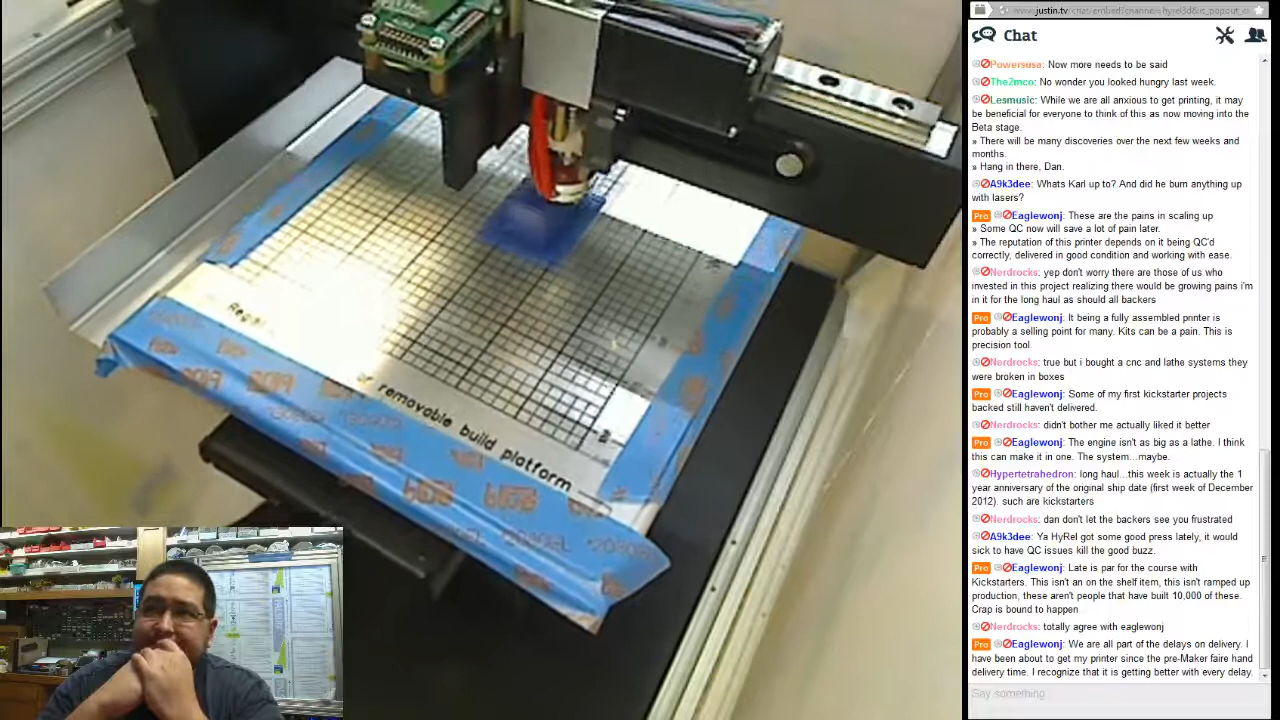 www.justin.tv/chat/embed?channel=hyrel3d&
Chat
Powersusa: Now more needs to be said
The2mco: No wonder you looked hungry last week.
Lesmusic: While we are all anxious to get printing, it may
be beneficial for everyone to think of this as now moving into the
Beta stage.
» There will be many discoveries over the next few weeks and
months.
» Hang in there, Dan.
A9k3dee: Whats Karl up to? And did he burn anything up
with lasers?
Pro Eaglewonj: These are the pains in scaling up
» Some QC now will save a lot of pain later.
» The reputation of this printer depends on it being QC'd
correctly, delivered in good condition and working with ease.
Nerdrocks: yep don't worry there are those of us who
invested in this project realizing there would be growing pains i'm
in it for the long haul as should all backers
Pro Eaglewonj: It being a fully assembled printer is
probably a selling point for many. Kits can be a pain. This is
precision tool.
Nerdrocks: true but i bought a cnc and lathe systems they
were broken in boxes
Pro Eaglewonj: Some of my first kickstarter projects
backed still haven't delivered.
Nerdrocks: didn't bother me actually liked it better
Pro Eaglewonj: The engine isn't as big as a lathe. I think
this can make it in one. The system...maybe.
Hypertetrahedron: long haul...this week is actually the 1
year anniversary of the original ship date (first week of December
2012). such are kickstarters
Nerdrocks: dan don't let the backers see you frustrated
A9k3dee: Ya HyRel got some good press lately, it would
sick to have QC issues kill the good buzz.
Pro Eaglewonj: Late is par for the course with
Kickstarters. This isn't an on the shelf item, this isn't ramped up
production, these aren't people that have built 10,000 of these.
Crap is bound to happen
Nerdrocks: totally agree with eaglewonj
Pro Eaglewonj: We are all part of the delays on delivery. I
have been about to get my printer since the pre-Maker faire hand
delivery time. I recognize that it is getting better with every delay.
Say something
removable build platform